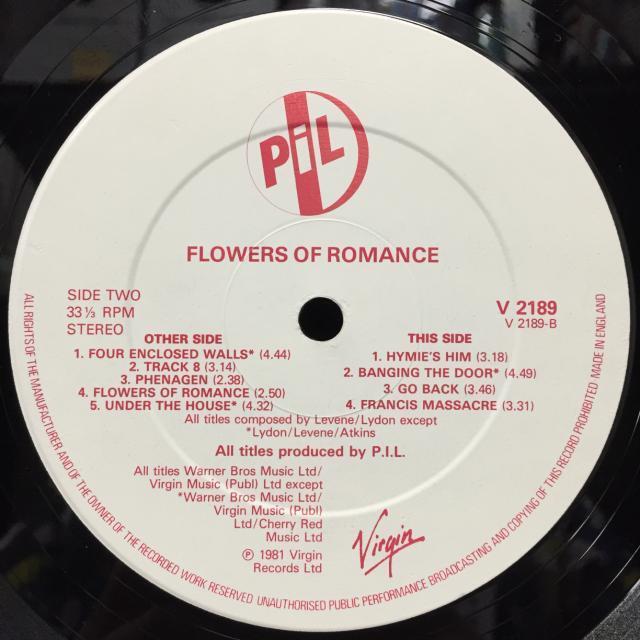 PiL
FLOWERS OF ROMANCE
SIDE TWO
33⅓ RPM
STEREO
V 2189
V 2189-B
OTHER SIDE
1. FOUR ENCLOSED WALLS* (4.44)
2. TRACK 8 (3.14)
3. PHENAGEN (2.38)
4. FLOWERS OF ROMANCE (2.50)
5. UNDER THE HOUSE* (4.32)
THIS SIDE
1. HYMIE'S HIM (3.18)
2. BANGING THE DOOR* (4.49)
3. GO BACK (3.46)
4. FRANCIS MASSACRE (3.31)
All titles composed by Levene/Lydon except
*Lydon/Levene/Atkins
All titles produced by P.I.L.
All titles Warner Bros Music Ltd/
Virgin Music (Publ) Ltd except
*Warner Bros Music Ltd/
Virgin Music (Publ)
Ltd/Cherry Red
Music Ltd
℗ 1981 Virgin
Records Ltd
Virgin
ALL RIGHTS OF THE MANUFACTURER AND OF THE OWNER OF THE RECORDED WORK RESERVED UNAUTHORISED PUBLIC PERFORMANCE BROADCASTING AND COPYING OF THIS RECORD PROHIBITED MADE IN ENGLAND